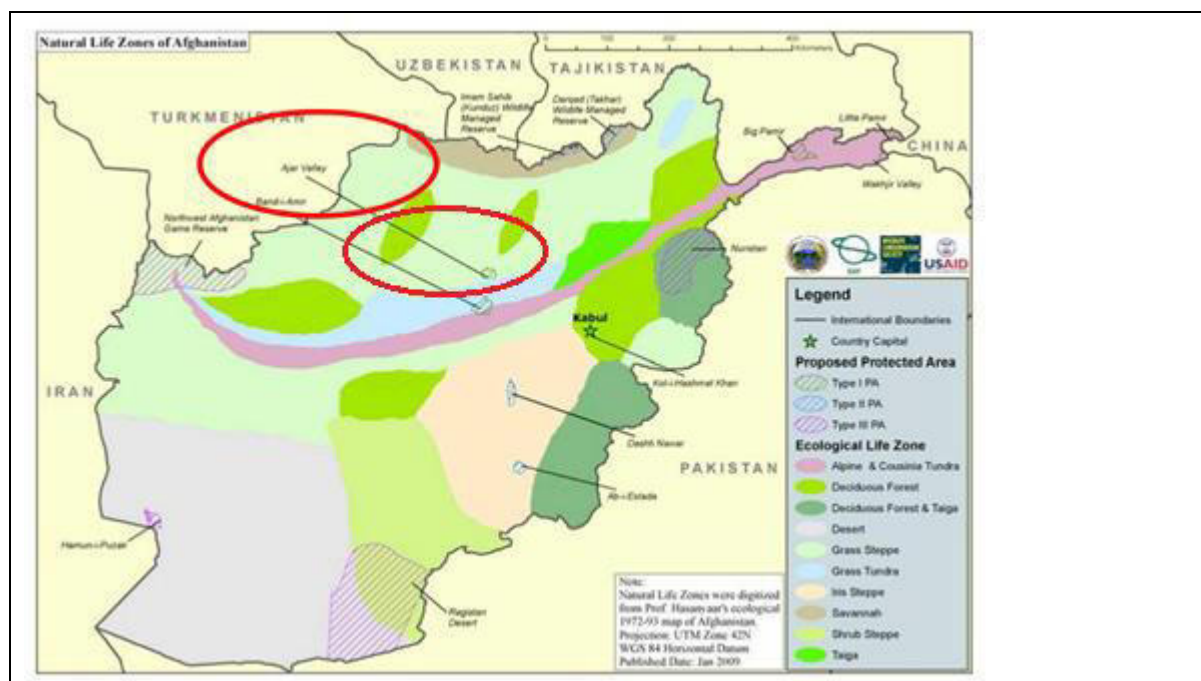 Natural Life Zones of Afghanistan
0 200 400
Kilometers
UZBEKISTAN
TAJIKISTAN
TURKMENISTAN
Imam Sahib
(Kunduz) Wildlife
Managed
Reserve
Darqad (Takhar)
Wildlife Managed
Reserve
Big Pamir
Little Pamir
CHINA
Wakhjir Valley
Ajar Valley
Band-i-Amir
Northwest Afghanistan
Game Reserve
Nuristan
USAID
Kabul
Kol-i-Hashmat Khan
IRAN
Dasht Nawar
PAKISTAN
Ab-i-Estada
Hamun-i-Puzak
Registan
Desert
Legend
International Boundaries
Country Capital
Proposed Protected Area
Type I PA
Type II PA
Type III PA
Ecological Life Zone
Alpine & Cousinia Tundra
Deciduous Forest
Deciduous Forest & Taiga
Desert
Grass Steppe
Grass Tundra
Iris Steppe
Savannah
Shrub Steppe
Taiga
Note:
Natural Life Zones were digitized
from Prof. Hasanyaar's ecological
1972-93 map of Afghanistan.
Projection: UTM Zone 42N
WGS 84 Horizontal Datum
Published Date: Jan 2009